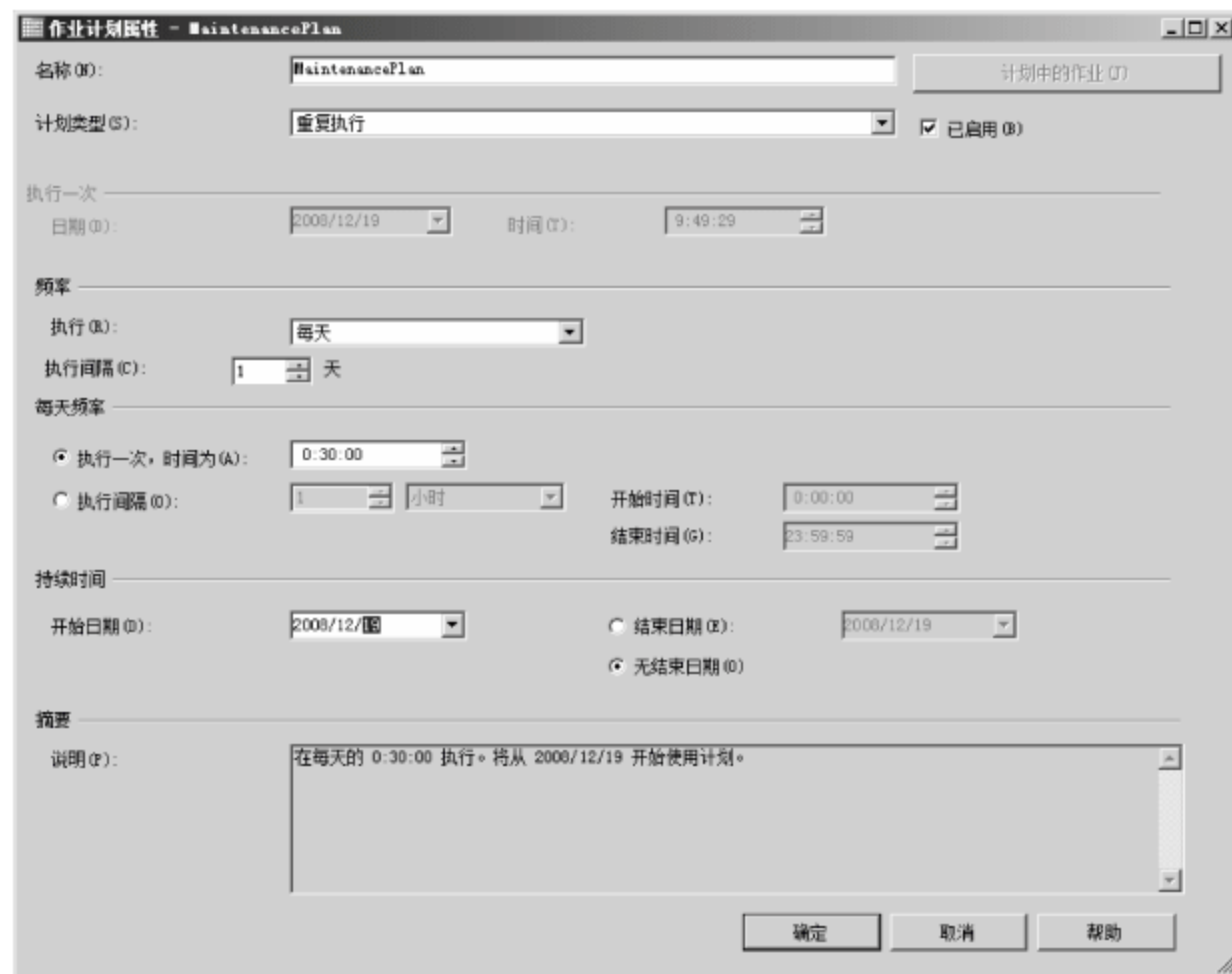 作业计划属性 - MaintenancePlan
名称(N): MaintenancePlan 计划中的作业(J)
计划类型(S): 重复执行 已启用(B)
执行一次
日期(D): 2008/12/19 时间(T): 9:49:29
频率
执行(R): 每天
执行间隔(C): 1 天
每天频率
执行一次，时间为(A): 0:30:00
执行间隔(O): 1 小时 开始时间(T): 0:00:00
结束时间(G): 23:59:59
持续时间
开始日期(D): 2008/12/19 结束日期(E): 2008/12/19
无结束日期(O)
摘要
说明(P): 在每天的 0:30:00 执行。将从 2008/12/19 开始使用计划。
确定 取消 帮助